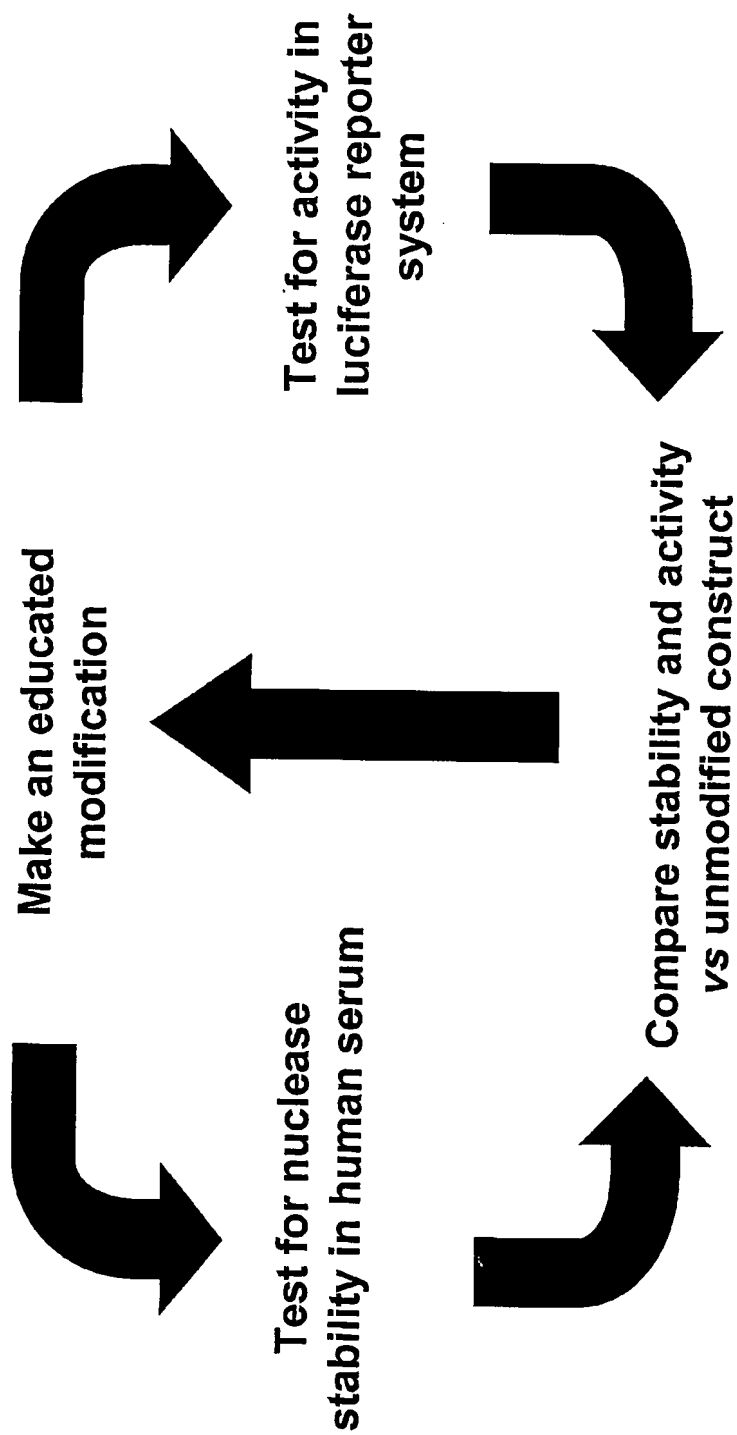 Make an educated
modification
Test for nuclease
stability in human serum
Test for activity in
luciferase reporter
system
Compare stability and activity
vs unmodified construct